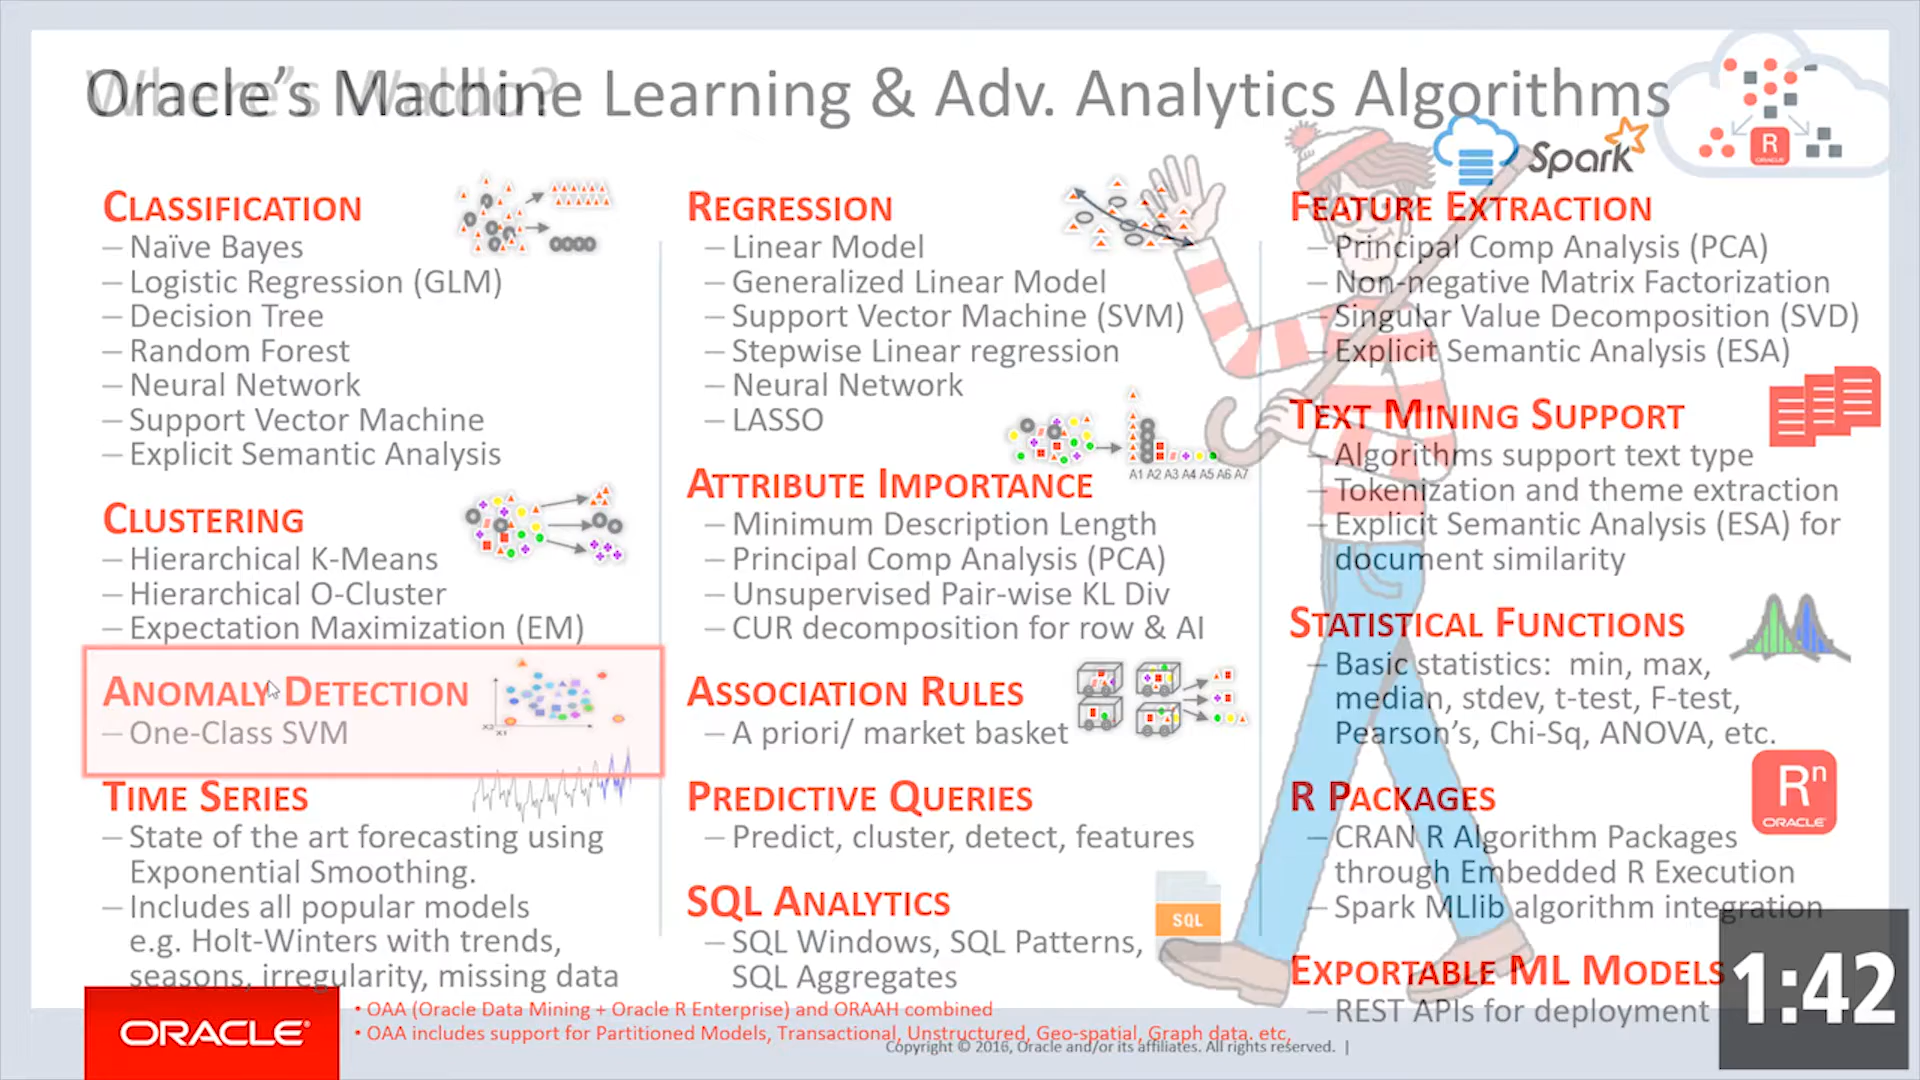 Oracle's Machine Learning & Adv. Analytics Algorithms
Where's Waldo?
Spark
R
ORACLE
CLASSIFICATION
– Naïve Bayes
– Logistic Regression (GLM)
– Decision Tree
– Random Forest
– Neural Network
– Support Vector Machine
– Explicit Semantic Analysis
CLUSTERING
– Hierarchical K-Means
– Hierarchical O-Cluster
– Expectation Maximization (EM)
ANOMALY DETECTION
– One-Class SVM
X2
X1
TIME SERIES
– State of the art forecasting using
Exponential Smoothing.
– Includes all popular models
e.g. Holt-Winters with trends,
seasons, irregularity, missing data
REGRESSION
– Linear Model
– Generalized Linear Model
– Support Vector Machine (SVM)
– Stepwise Linear regression
– Neural Network
– LASSO
A1 A2 A3 A4 A5 A6 A7
ATTRIBUTE IMPORTANCE
– Minimum Description Length
– Principal Comp Analysis (PCA)
– Unsupervised Pair-wise KL Div
– CUR decomposition for row & AI
ASSOCIATION RULES
– A priori/ market basket
PREDICTIVE QUERIES
– Predict, cluster, detect, features
SQL ANALYTICS
– SQL Windows, SQL Patterns,
SQL Aggregates
SQL
FEATURE EXTRACTION
– Principal Comp Analysis (PCA)
– Non-negative Matrix Factorization
– Singular Value Decomposition (SVD)
– Explicit Semantic Analysis (ESA)
TEXT MINING SUPPORT
– Algorithms support text type
– Tokenization and theme extraction
– Explicit Semantic Analysis (ESA) for
document similarity
STATISTICAL FUNCTIONS
– Basic statistics: min, max,
median, stdev, t-test, F-test,
Pearson's, Chi-Sq, ANOVA, etc.
R PACKAGES
– CRAN R Algorithm Packages
through Embedded R Execution
– Spark MLlib algorithm integration
Rn
ORACLE
EXPORTABLE ML MODELS
– REST APIs for deployment
1:42
ORACLE®
• OAA (Oracle Data Mining + Oracle R Enterprise) and ORAAH combined
• OAA includes support for Partitioned Models, Transactional, Unstructured, Geo-spatial, Graph data. etc,
Copyright © 2016, Oracle and/or its affiliates. All rights reserved. |